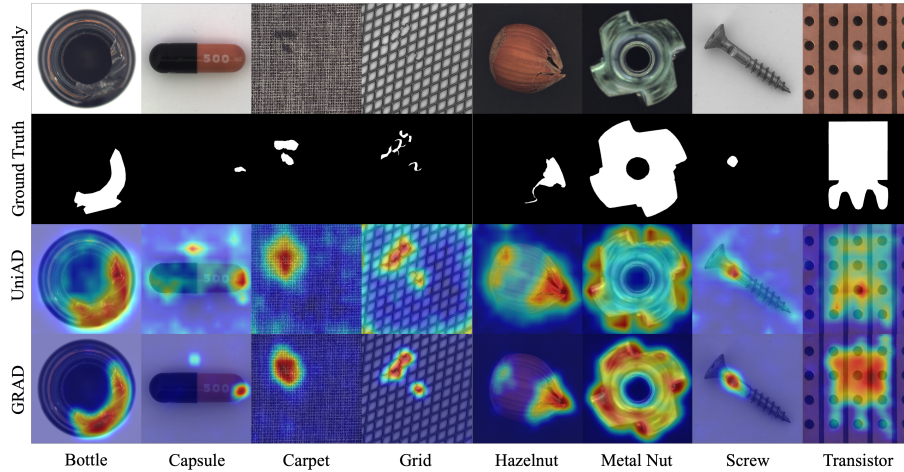 Anomaly
500
Ground Truth
UniAD
500
GRAD
500
Bottle Capsule Carpet Grid Hazelnut Metal Nut Screw Transistor